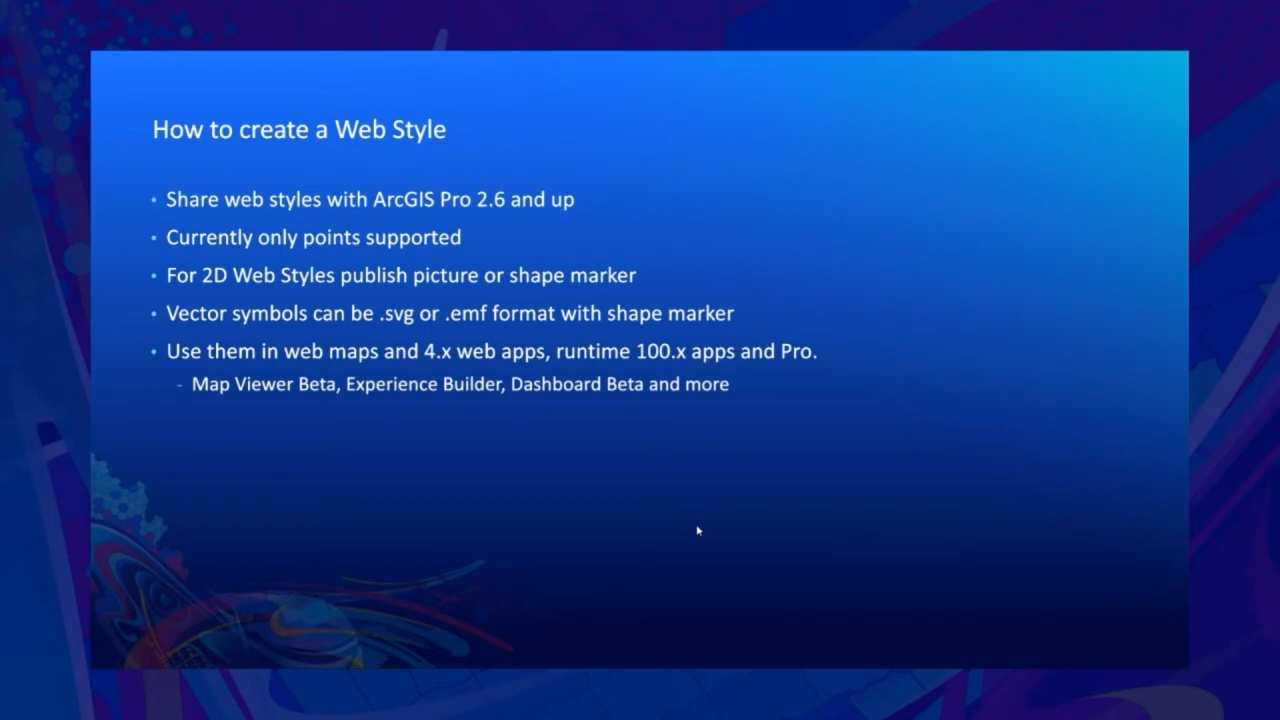 How to create a Web Style
• Share web styles with ArcGIS Pro 2.6 and up
• Currently only points supported
• For 2D Web Styles publish picture or shape marker
• Vector symbols can be .svg or .emf format with shape marker
• Use them in web maps and 4.x web apps, runtime 100.x apps and Pro.
- Map Viewer Beta, Experience Builder, Dashboard Beta and more